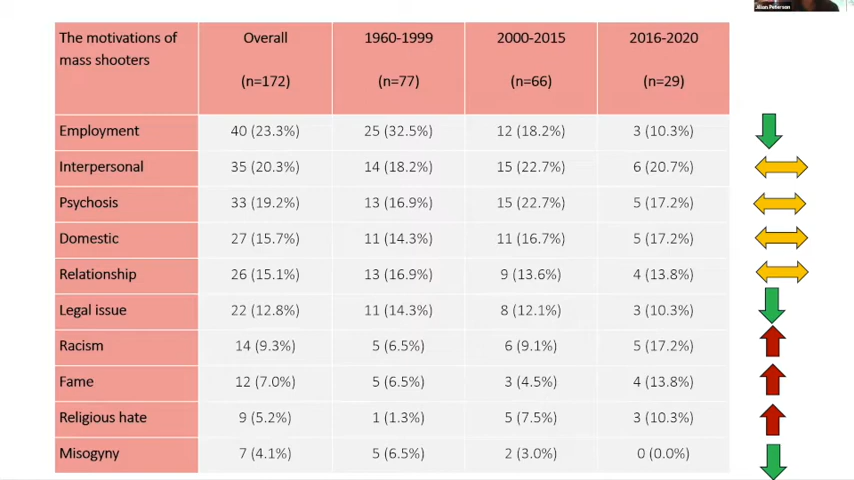 Jillian Peterson
The motivations of mass shooters Overall (n=172) 1960-1999 (n=77) 2000-2015 (n=66) 2016-2020 (n=29)
Employment 40 (23.3%) 25 (32.5%) 12 (18.2%) 3 (10.3%)
Interpersonal 35 (20.3%) 14 (18.2%) 15 (22.7%) 6 (20.7%)
Psychosis 33 (19.2%) 13 (16.9%) 15 (22.7%) 5 (17.2%)
Domestic 27 (15.7%) 11 (14.3%) 11 (16.7%) 5 (17.2%)
Relationship 26 (15.1%) 13 (16.9%) 9 (13.6%) 4 (13.8%)
Legal issue 22 (12.8%) 11 (14.3%) 8 (12.1%) 3 (10.3%)
Racism 14 (9.3%) 5 (6.5%) 6 (9.1%) 5 (17.2%)
Fame 12 (7.0%) 5 (6.5%) 3 (4.5%) 4 (13.8%)
Religious hate 9 (5.2%) 1 (1.3%) 5 (7.5%) 3 (10.3%)
Misogyny 7 (4.1%) 5 (6.5%) 2 (3.0%) 0 (0.0%)